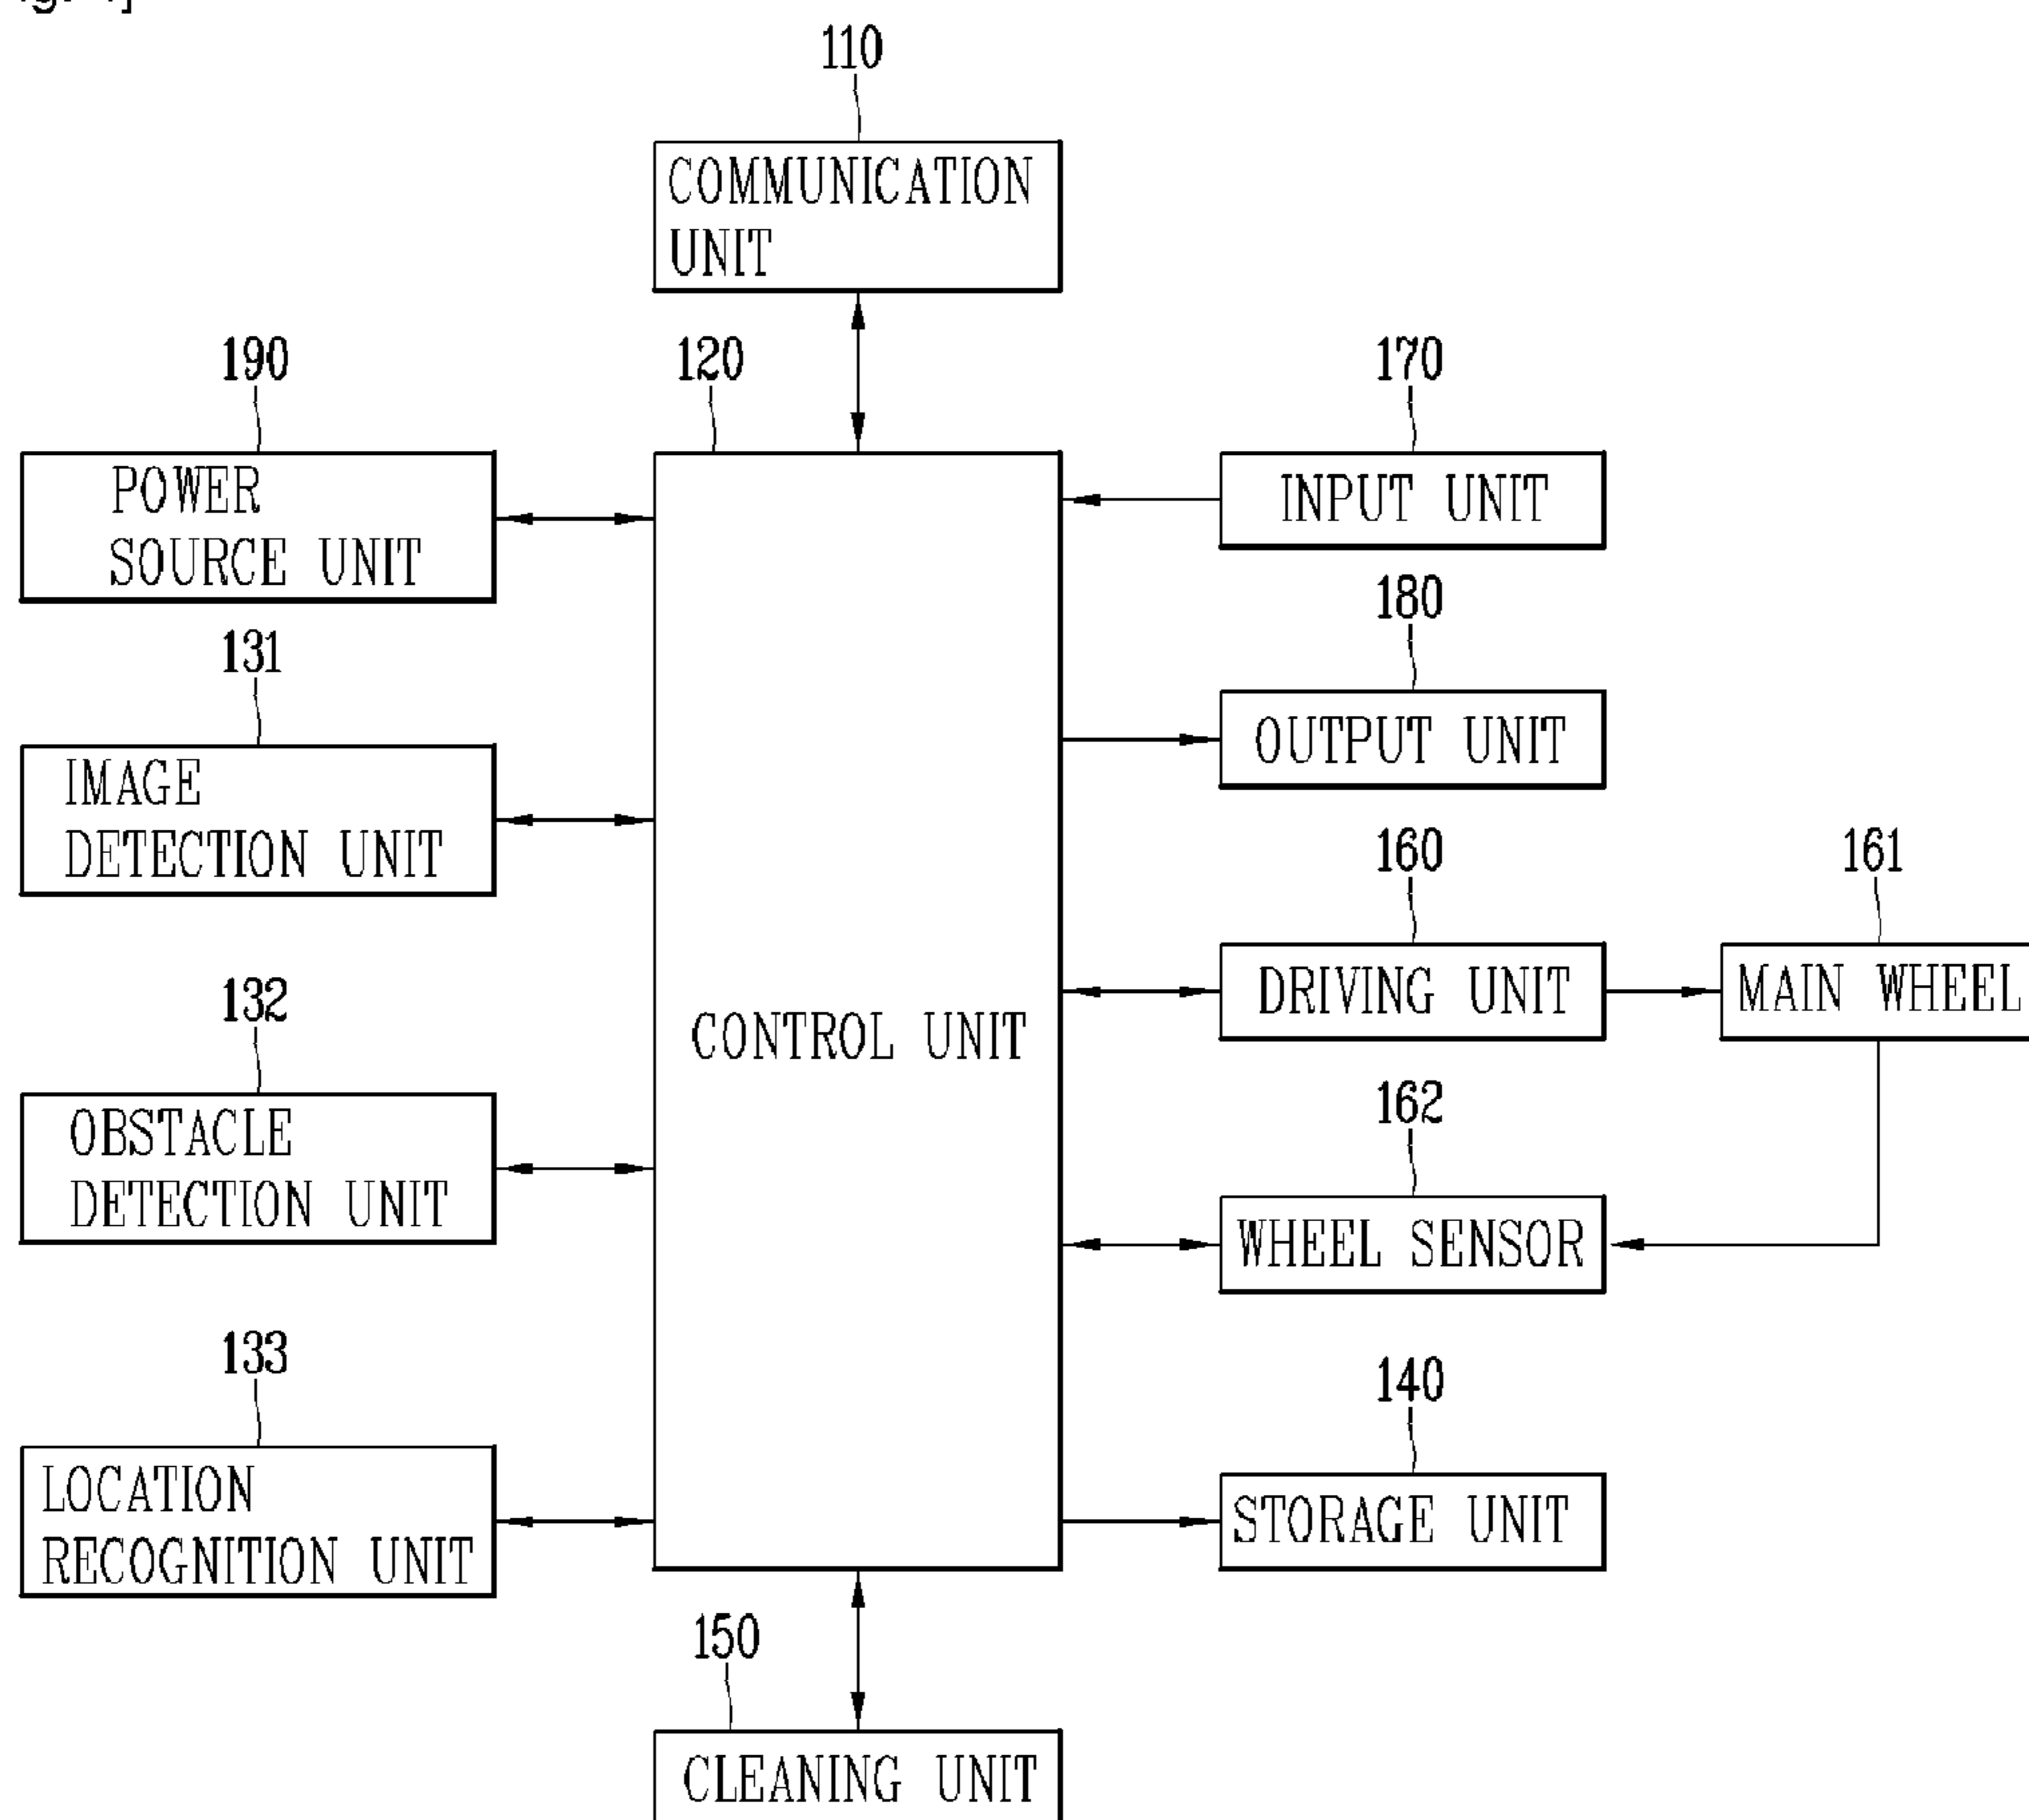 110
COMMUNICATION
UNIT
190
120
170
POWER
SOURCE UNIT
INPUT UNIT
180
131
OUTPUT UNIT
IMAGE
DETECTION UNIT
160
161
DRIVING UNIT
MAIN WHEEL
132
CONTROL UNIT
OBSTACLE
DETECTION UNIT
162
WHEEL SENSOR
133
140
LOCATION
RECOGNITION UNIT
STORAGE UNIT
150
CLEANING UNIT